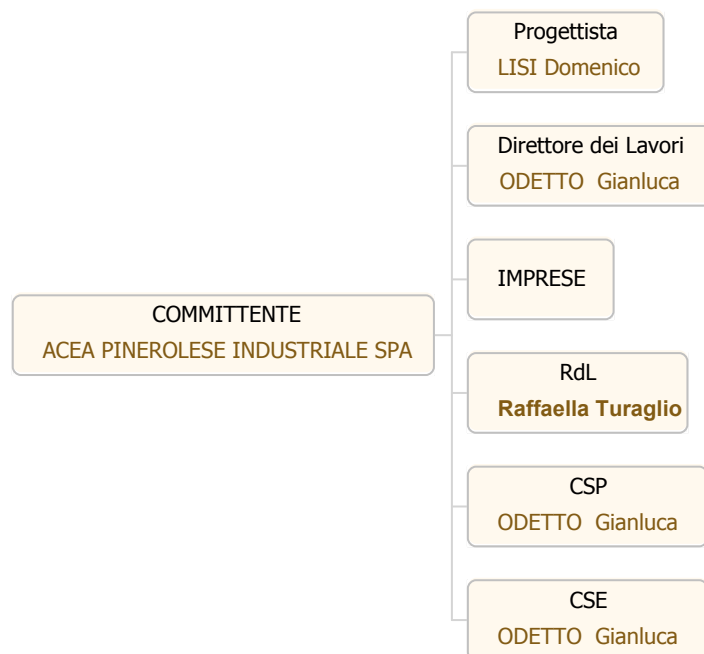 Progettista
LISI Domenico
Direttore dei Lavori
ODETTO Gianluca
IMPRESE
COMMITTENTE
ACEA PINEROLESE INDUSTRIALE SPA
RdL
Raffaella Turaglio
CSP
ODETTO Gianluca
CSE
ODETTO Gianluca